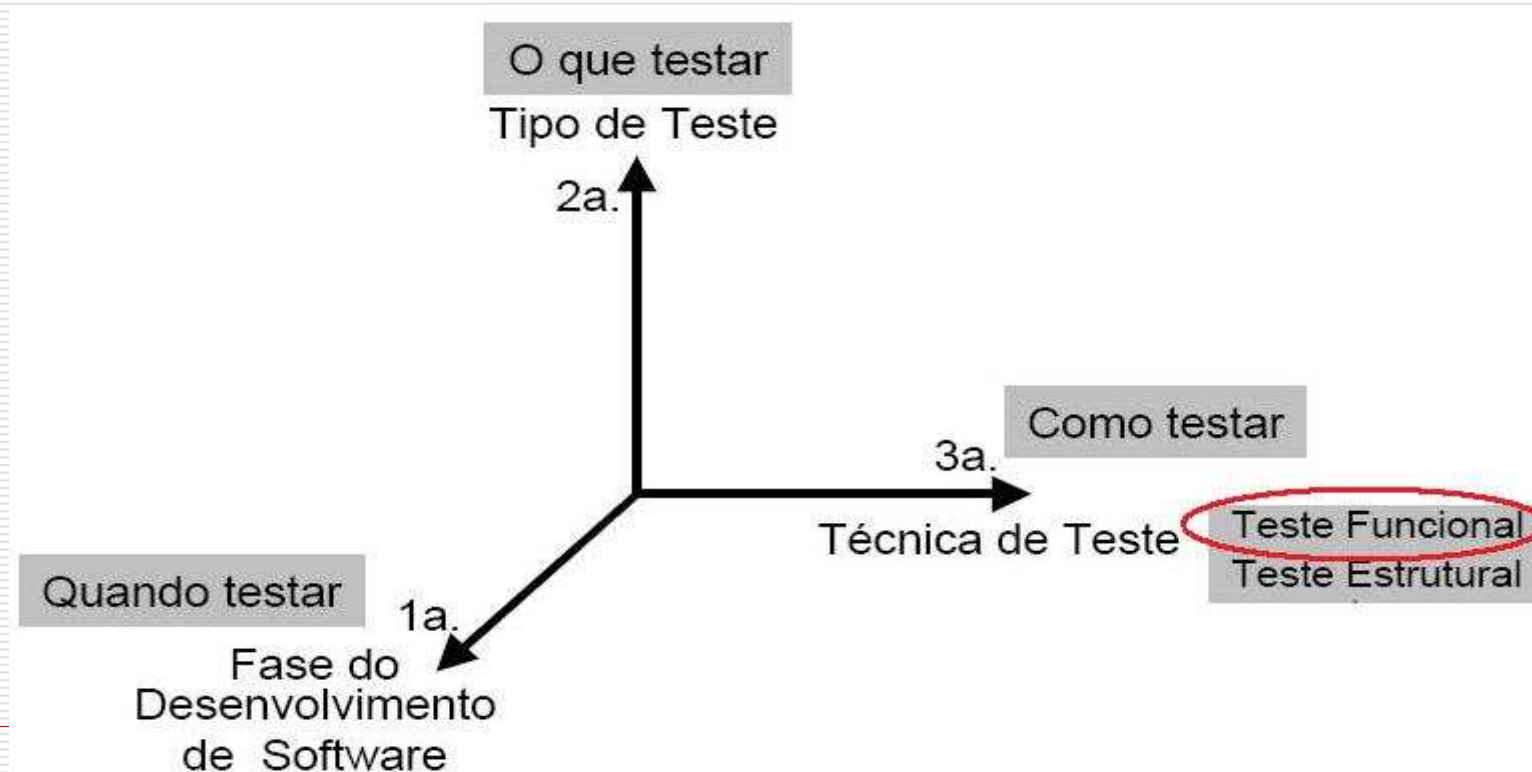 O que testar
Tipo de Teste
2a.
Como testar
3a.
Técnica de Teste
Teste Funcional
Teste Estrutural
Quando testar
1a.
Fase do
Desenvolvimento
de Software